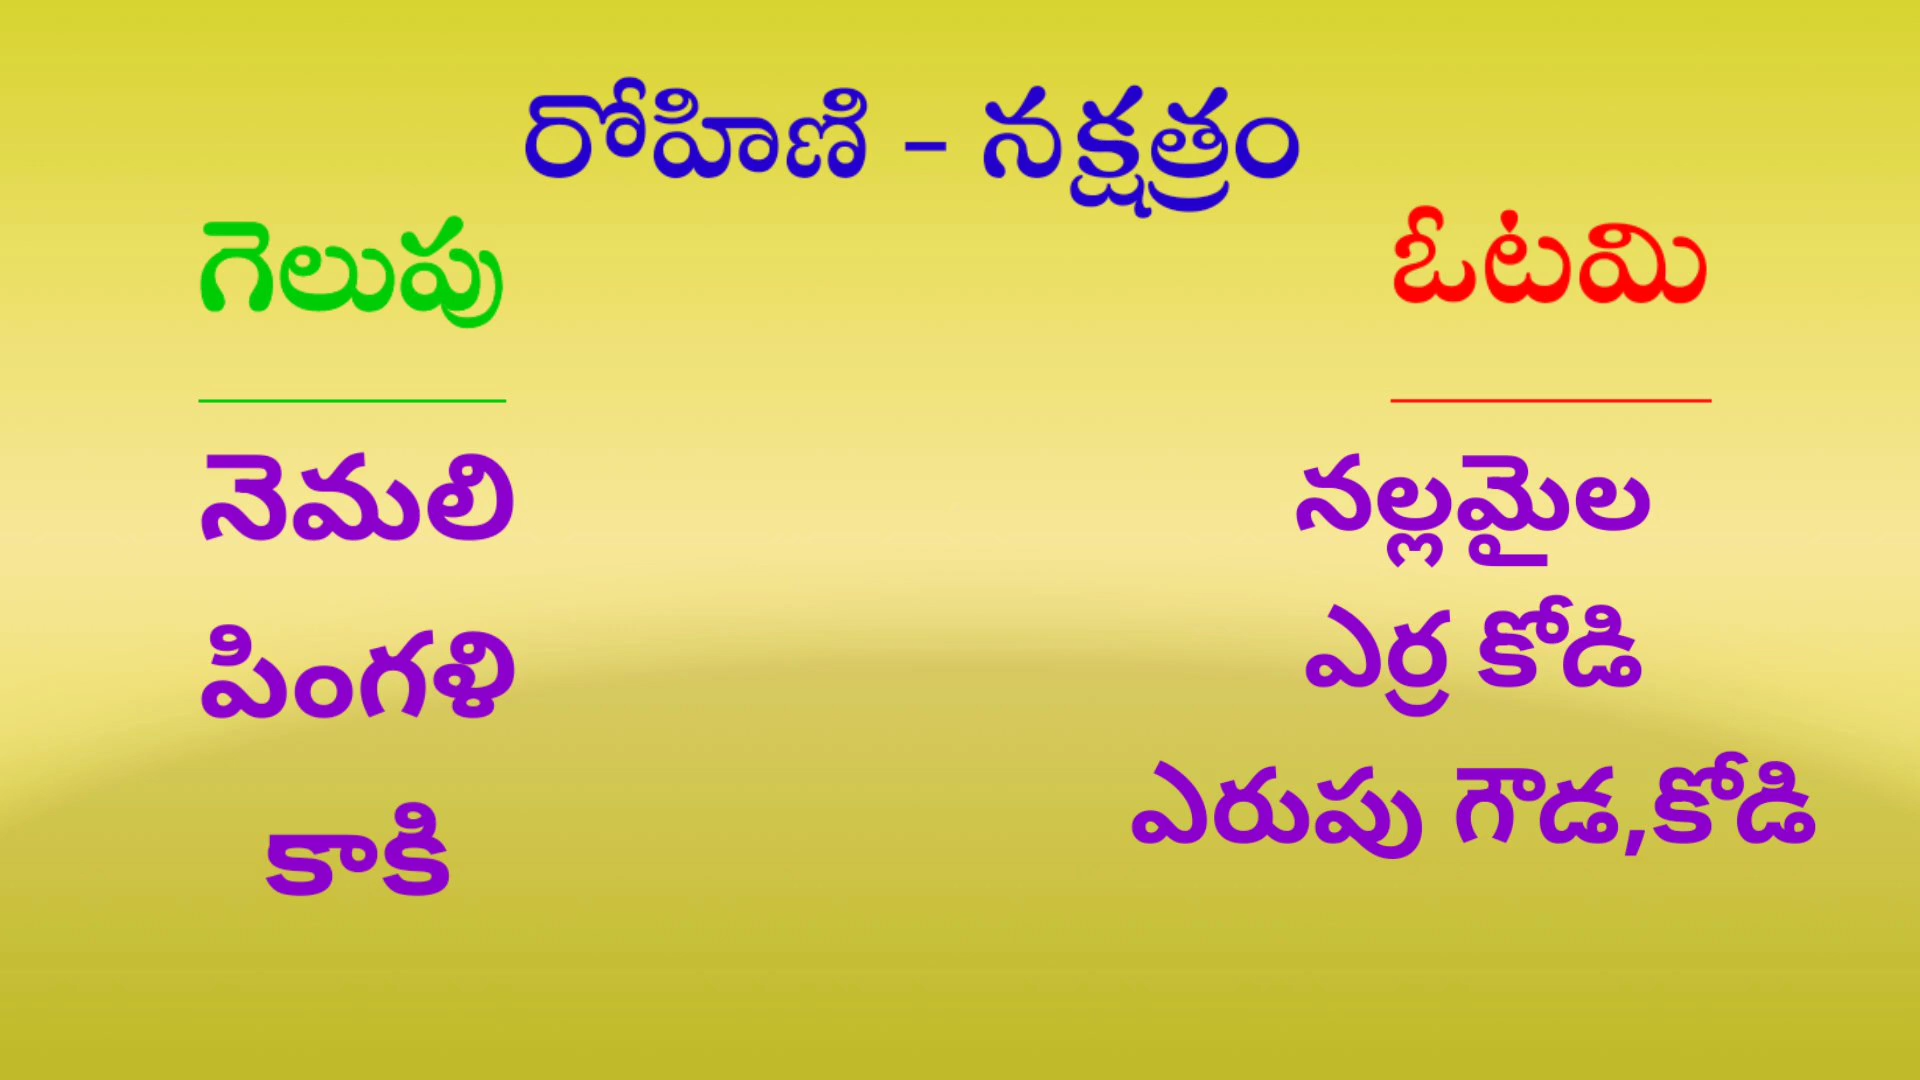 రోహిణి - నక్షత్రం
గెలుపు
ఓటమి
నెమలి
నల్లమైల
పింగళి
ఎర్ర కోడి
కాకి
ఎరుపు గౌడ,కోడి